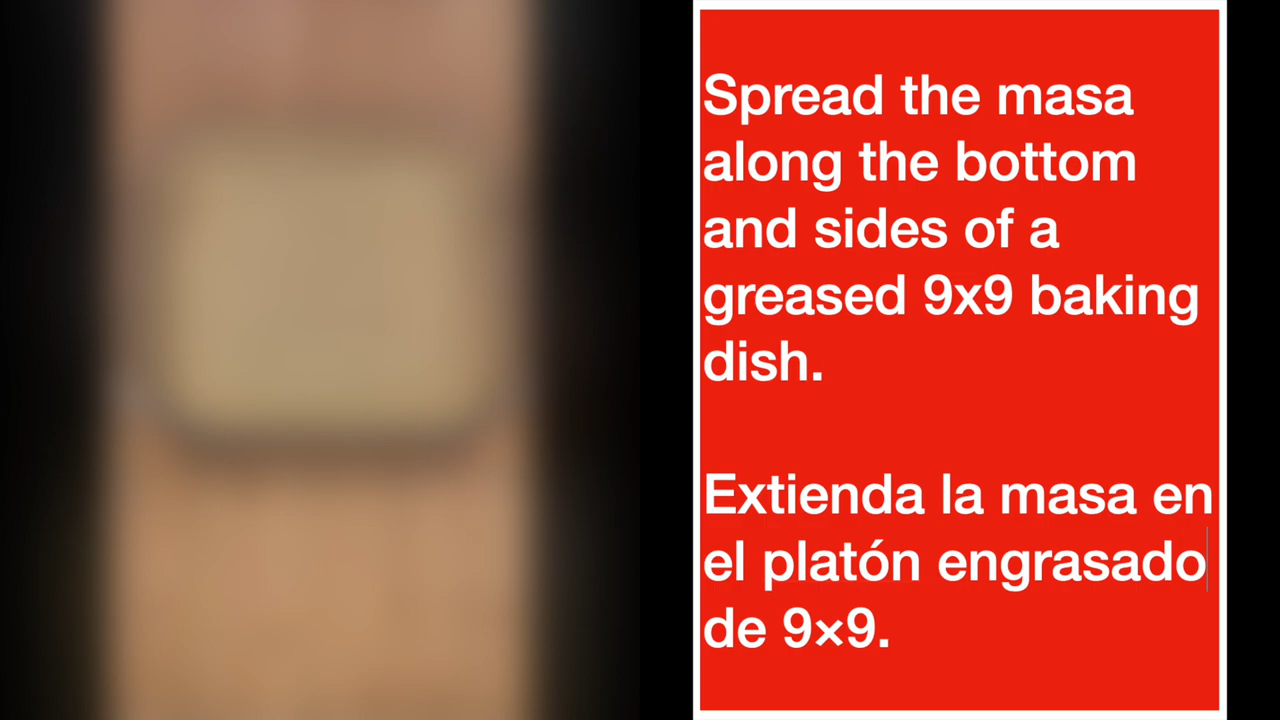 Spread the masa
along the bottom
and sides of a
greased 9x9 baking
dish.
Extienda la masa en
el platón engrasado
de 9×9.